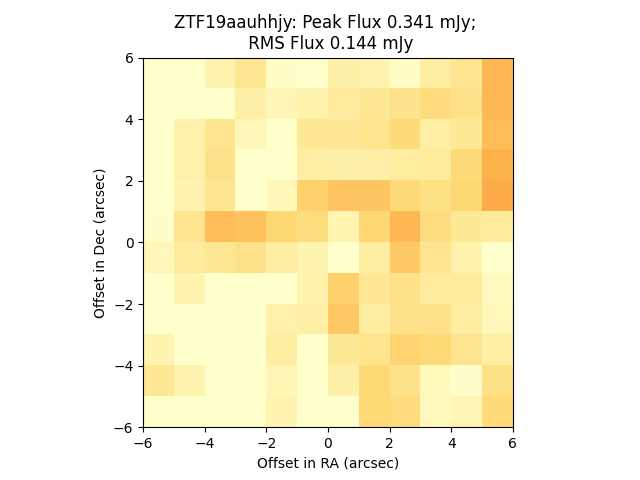 ZTF19aauhhjy: Peak Flux 0.341 mJy;
RMS Flux 0.144 mJy
6
4
2
0
−2
−4
−6
Offset in Dec (arcsec)
−6 −4 −2 0 2 4 6
Offset in RA (arcsec)